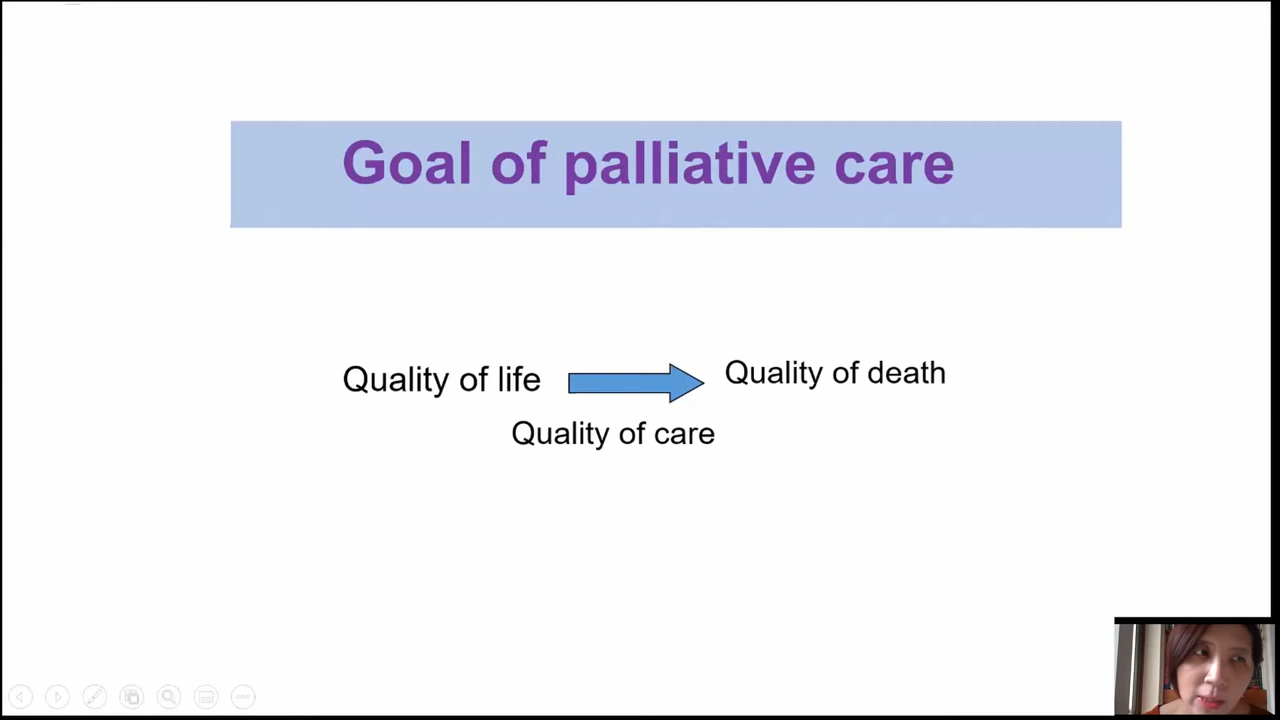 Goal of palliative care
Quality of life
Quality of death
Quality of care